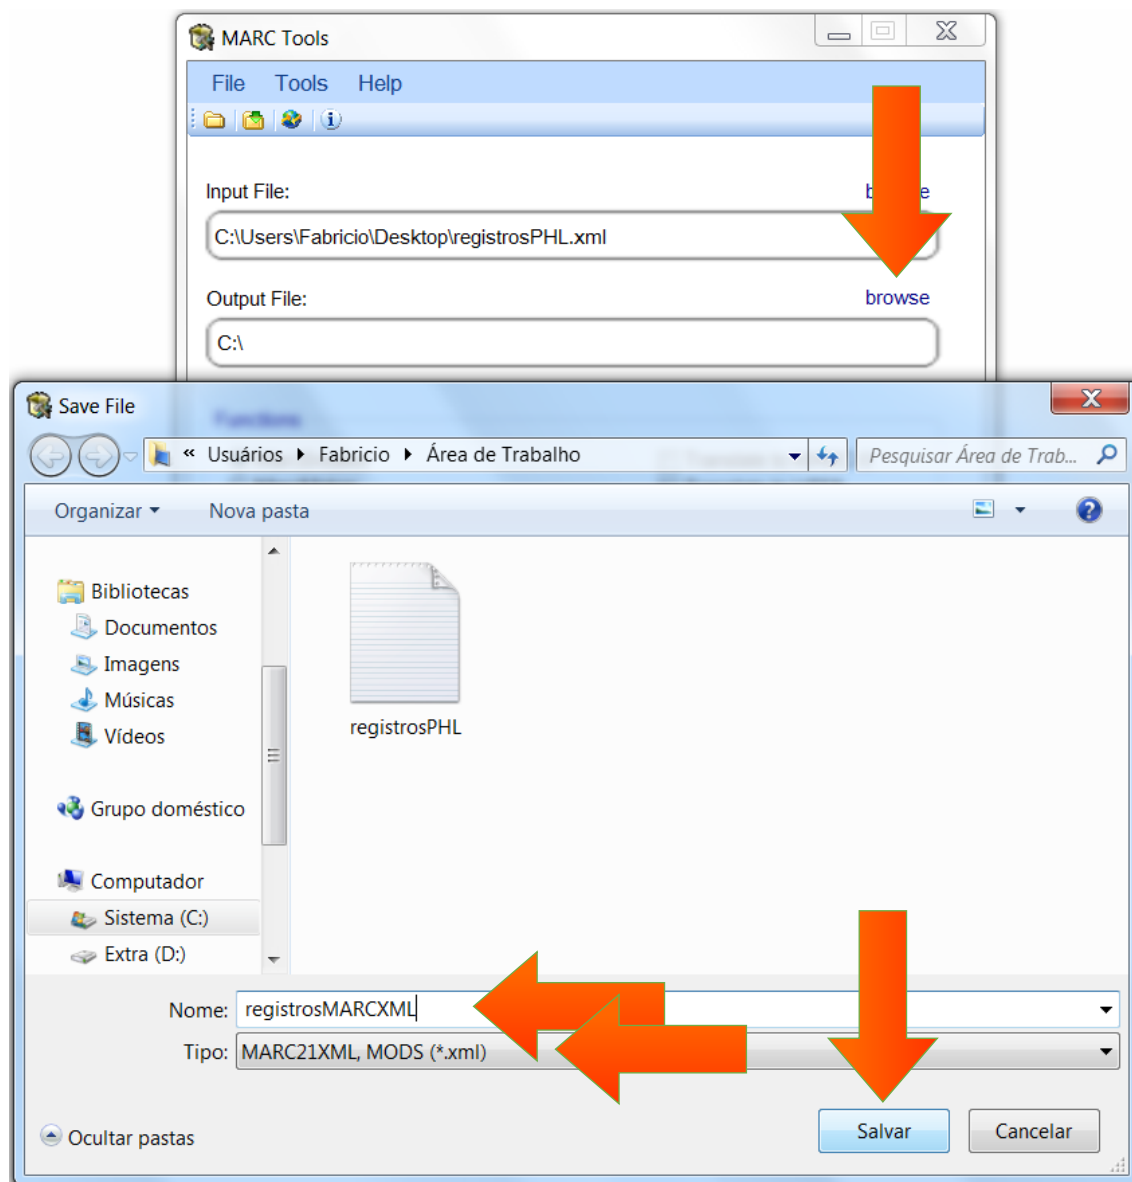 MARC Tools
File Tools Help
Input File:
C:\Users\Fabricio\Desktop\registrosPHL.xml
Output File: browse
C:\
Save File
Functions
« Usuários Fabricio Área de Trabalho Pesquisar Área de Trab...
Organizar Nova pasta
Bibliotecas
Documentos
Imagens
Músicas
Vídeos
Grupo doméstico
Computador
Sistema (C:)
Extra (D:)
registrosPHL
Nome: registrosMARCXML
Tipo: MARC21XML, MODS (*.xml)
Ocultar pastas Salvar Cancelar